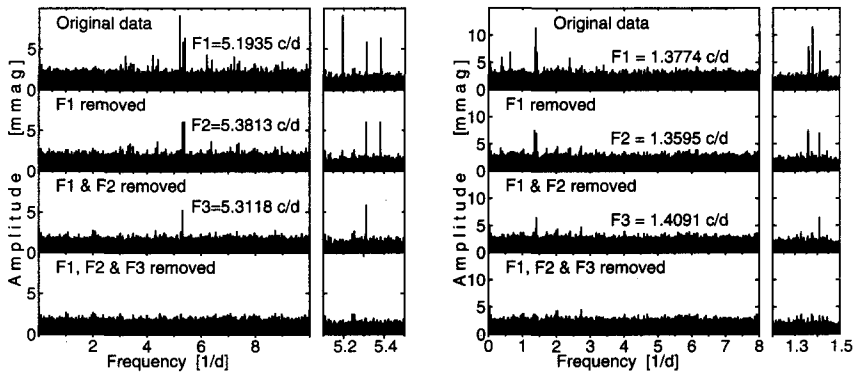 Original data
F1=5.1935 c/d
F1 removed
F2=5.3813 c/d
F1 & F2 removed
F3=5.3118 c/d
F1, F2 & F3 removed
Amplitude [mmag]
5
0
5
0
5
0
5
2 4 6 8
Frequency [1/d]
5.2 5.4
Original data
F1 = 1.3774 c/d
F1 removed
F2 = 1.3595 c/d
F1 & F2 removed
F3 = 1.4091 c/d
F1, F2 & F3 removed
Amplitude [mmag]
10
5
0
10
5
0
10
5
0
10
5
0
0 1 2 3 4 5 6 7 8
Frequency [1/d]
1.3 1.5